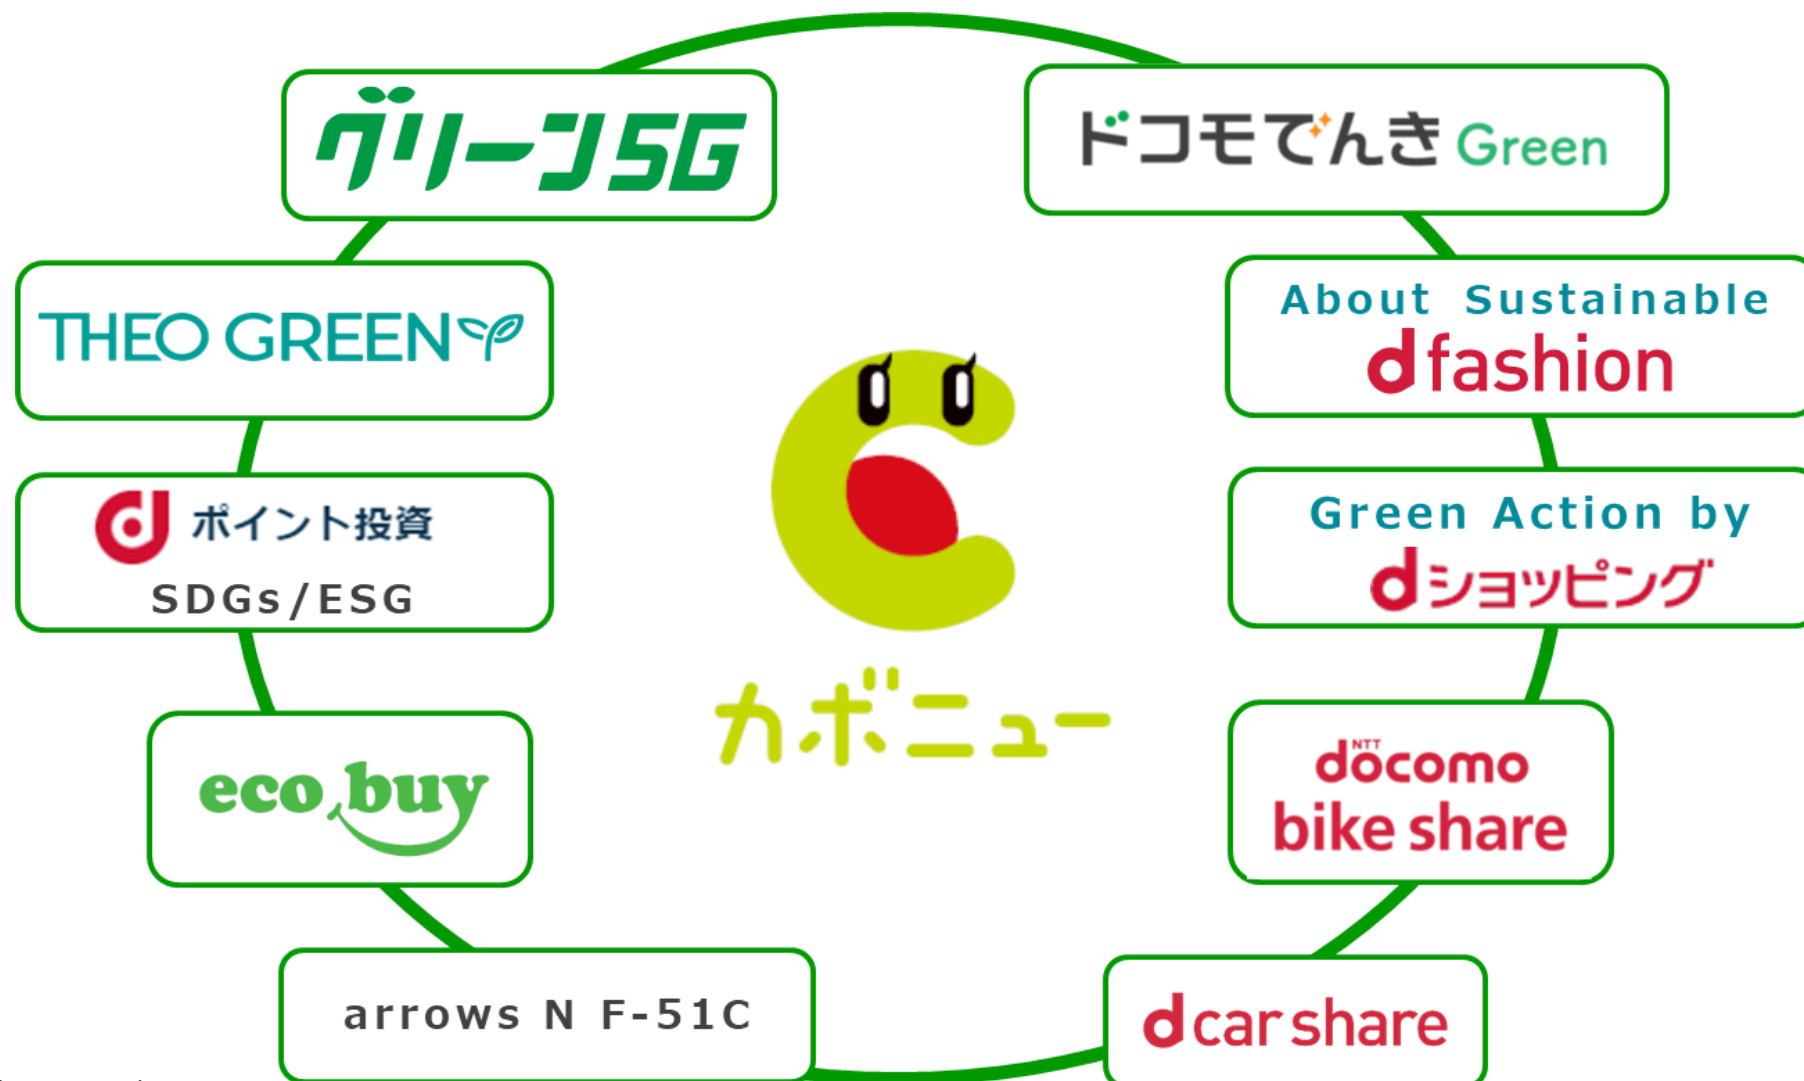 グリーン5G
ドコモでんき Green
THEO GREEN
About Sustainable
d fashion
dポイント投資
SDGs/ESG
Green Action by
dショッピング
カボニュー
eco buy
NTT
docomo
bike share
arrows N F-51C
d car share